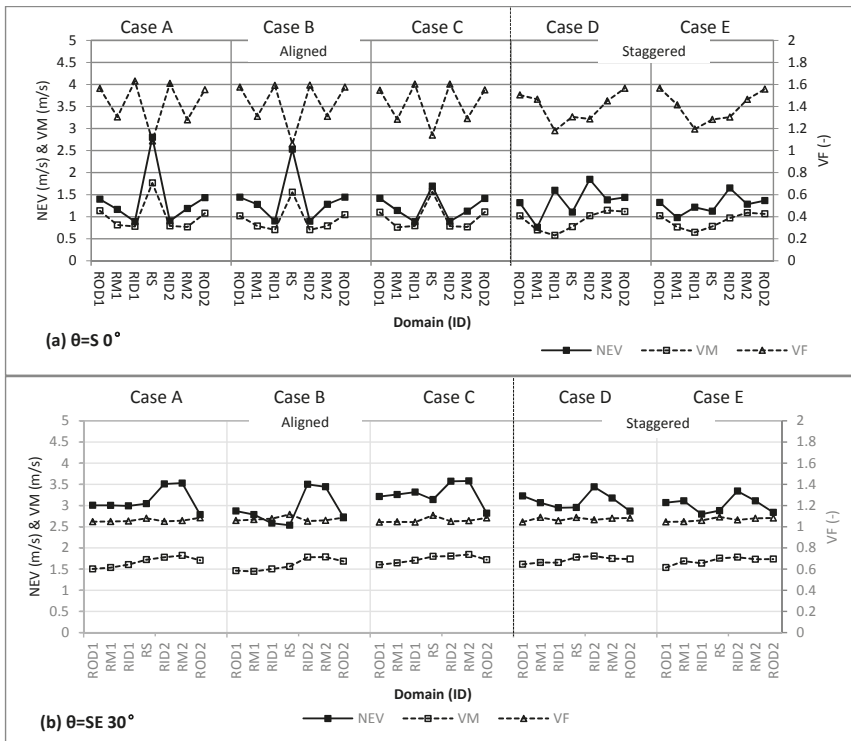 Case A Case B Case C Case D Case E
Aligned Staggered
NEV (m/s) & VM (m/s)
5
4.5
4
3.5
3
2.5
2
1.5
1
0.5
0
2
1.8
1.6
1.4
1.2
1
0.8
0.6
0.4
0.2
0
VF (-)
ROD1 RM1 RID1 RS RID2 RM2 ROD2 ROD1 RM1 RID1 RS RID2 RM2 ROD2 ROD1 RM1 RID1 RS RID2 RM2 ROD2 ROD1 RM1 RID1 RS RID2 RM2 ROD2 ROD1 RM1 RID1 RS RID2 RM2 ROD2
Domain (ID)
(a) θ=S 0°
NEV VM VF
Case A Case B Case C Case D Case E
Aligned Staggered
NEV (m/s) & VM (m/s)
5
4.5
4
3.5
3
2.5
2
1.5
1
0.5
0
2
1.8
1.6
1.4
1.2
1
0.8
0.6
0.4
0.2
0
VF (-)
ROD1 RM1 RID1 RS RID2 RM2 ROD2 ROD1 RM1 RID1 RS RID2 RM2 ROD2 ROD1 RM1 RID1 RS RID2 RM2 ROD2 ROD1 RM1 RID1 RS RID2 RM2 ROD2 ROD1 RM1 RID1 RS RID2 RM2 ROD2
Domain (ID)
(b) θ=SE 30°
NEV VM VF